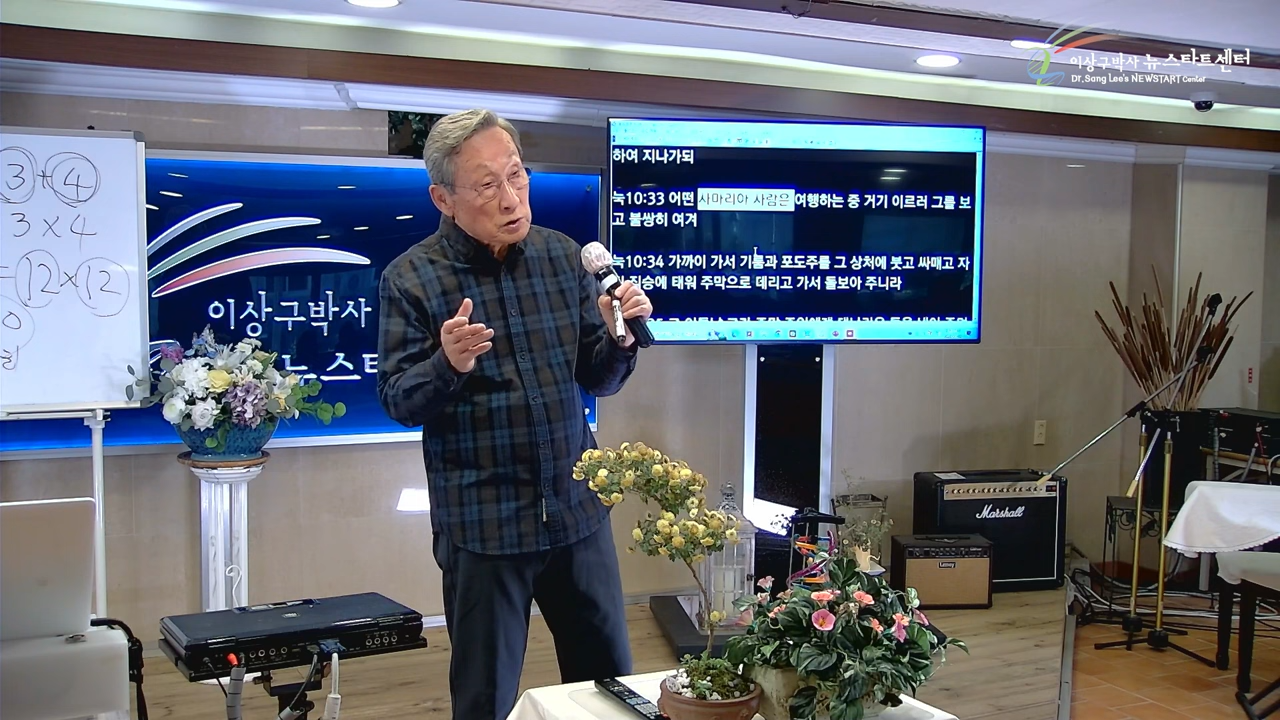 이상구박사 뉴스타트센터
Dr. Sang Lee's NEWSTART Center
하여 지나가되
눅10:33 어떤 사마리아 사람은 여행하는 중 거기 이르러 그를 보
고 불쌍히 여겨
눅10:34 가까이 가서 기름과 포도주를 그 상처에 붓고 싸매고 자
기 짐승에 태워 주막으로 데리고 가서 돌보아 주니라
3+4
3×4
=12×12
이상구박사
뉴스타
Marshall
Laney